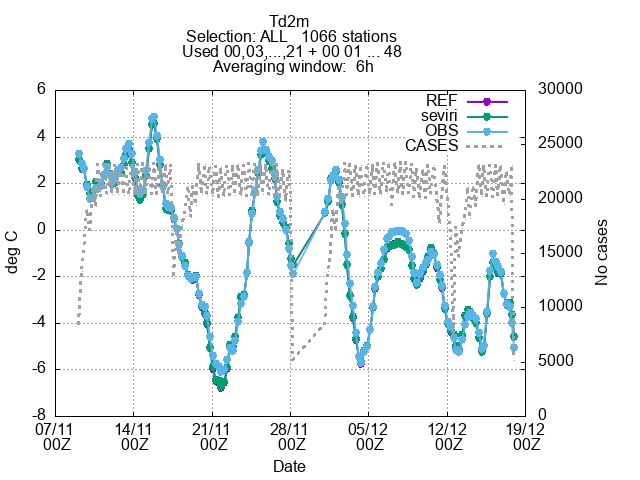 Td2m
Selection: ALL   1066 stations
Used 00,03,...,21 + 00 01 ... 48
Averaging window:  6h
REF
seviri
OBS
CASES
6
4
2
0
-2
-4
-6
-8
deg C
30000
25000
20000
15000
10000
5000
0
No cases
07/11 14/11 21/11 28/11 05/12 12/12 19/12
00Z 00Z 00Z 00Z 00Z 00Z 00Z
Date